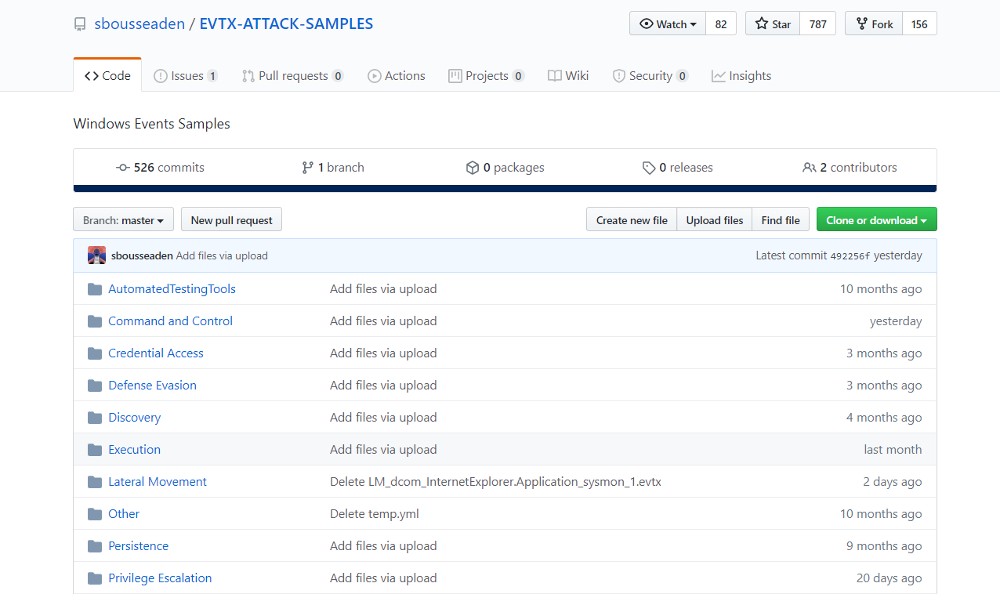 sbousseaden / EVTX-ATTACK-SAMPLES
Watch 82 Star 787 Fork 156
Code Issues 1 Pull requests 0 Actions Projects 0 Wiki Security 0 Insights
Windows Events Samples
526 commits 1 branch 0 packages 0 releases 2 contributors
Branch: master New pull request Create new file Upload files Find file Clone or download
sbousseaden Add files via upload Latest commit 492256f yesterday
AutomatedTestingTools Add files via upload 10 months ago
Command and Control Add files via upload yesterday
Credential Access Add files via upload 3 months ago
Defense Evasion Add files via upload 3 months ago
Discovery Add files via upload 4 months ago
Execution Add files via upload last month
Lateral Movement Delete LM_dcom_InternetExplorer.Application_sysmon_1.evtx 2 days ago
Other Delete temp.yml 10 months ago
Persistence Add files via upload 9 months ago
Privilege Escalation Add files via upload 20 days ago